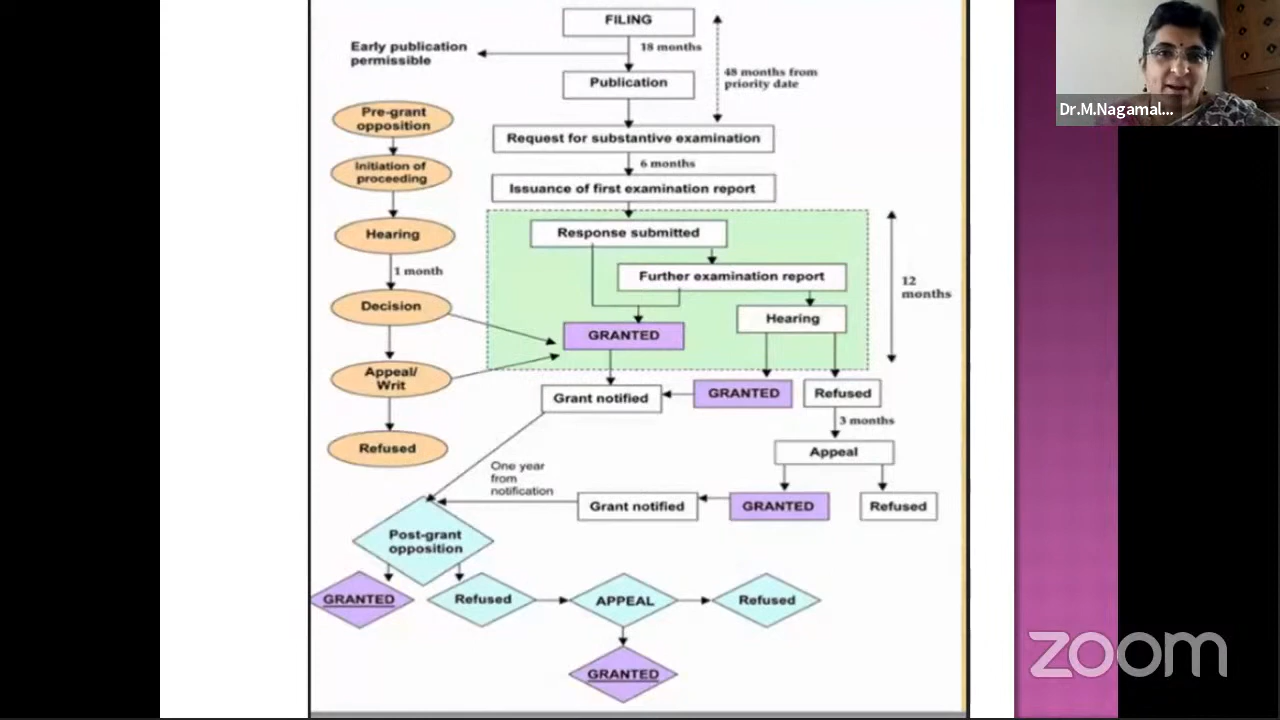 FILING
18 months
Early publication
permissible
48 months from
priority date
Publication
Pre-grant
opposition
Request for substantive examination
6 months
Initiation of
proceeding
Issuance of first examination report
Hearing
1 month
Response submitted
Further examination report
12
months
Decision
Hearing
GRANTED
Appeal/
Writ
Grant notified
GRANTED
Refused
3 months
Refused
Appeal
One year
from
notification
Grant notified
GRANTED
Refused
Post-grant
opposition
GRANTED
Refused
APPEAL
Refused
GRANTED
Dr.M.Nagamal...
zoom